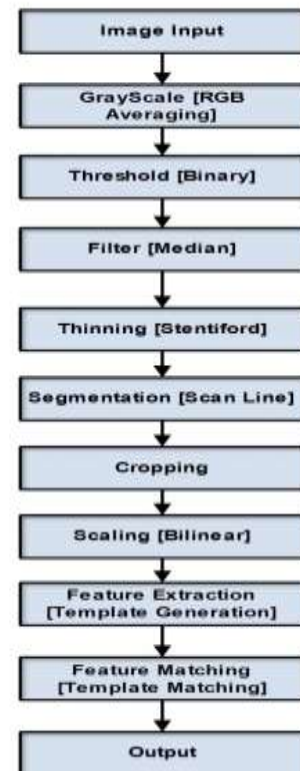 Image Input
GrayScale [RGB
Averaging]
Threshold [Binary]
Filter [Median]
Thinning [Stentiford]
Segmentation [Scan Line]
Cropping
Scaling [Bilinear]
Feature Extraction
[Template Generation]
Feature Matching
[Template Matching]
Output